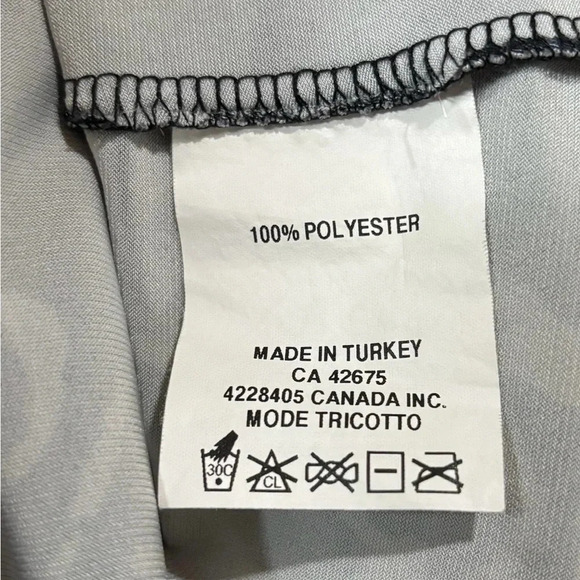 100% POLYESTER
MADE IN TURKEY
CA 42675
4228405 CANADA INC.
MODE TRICOTTO
30C CL